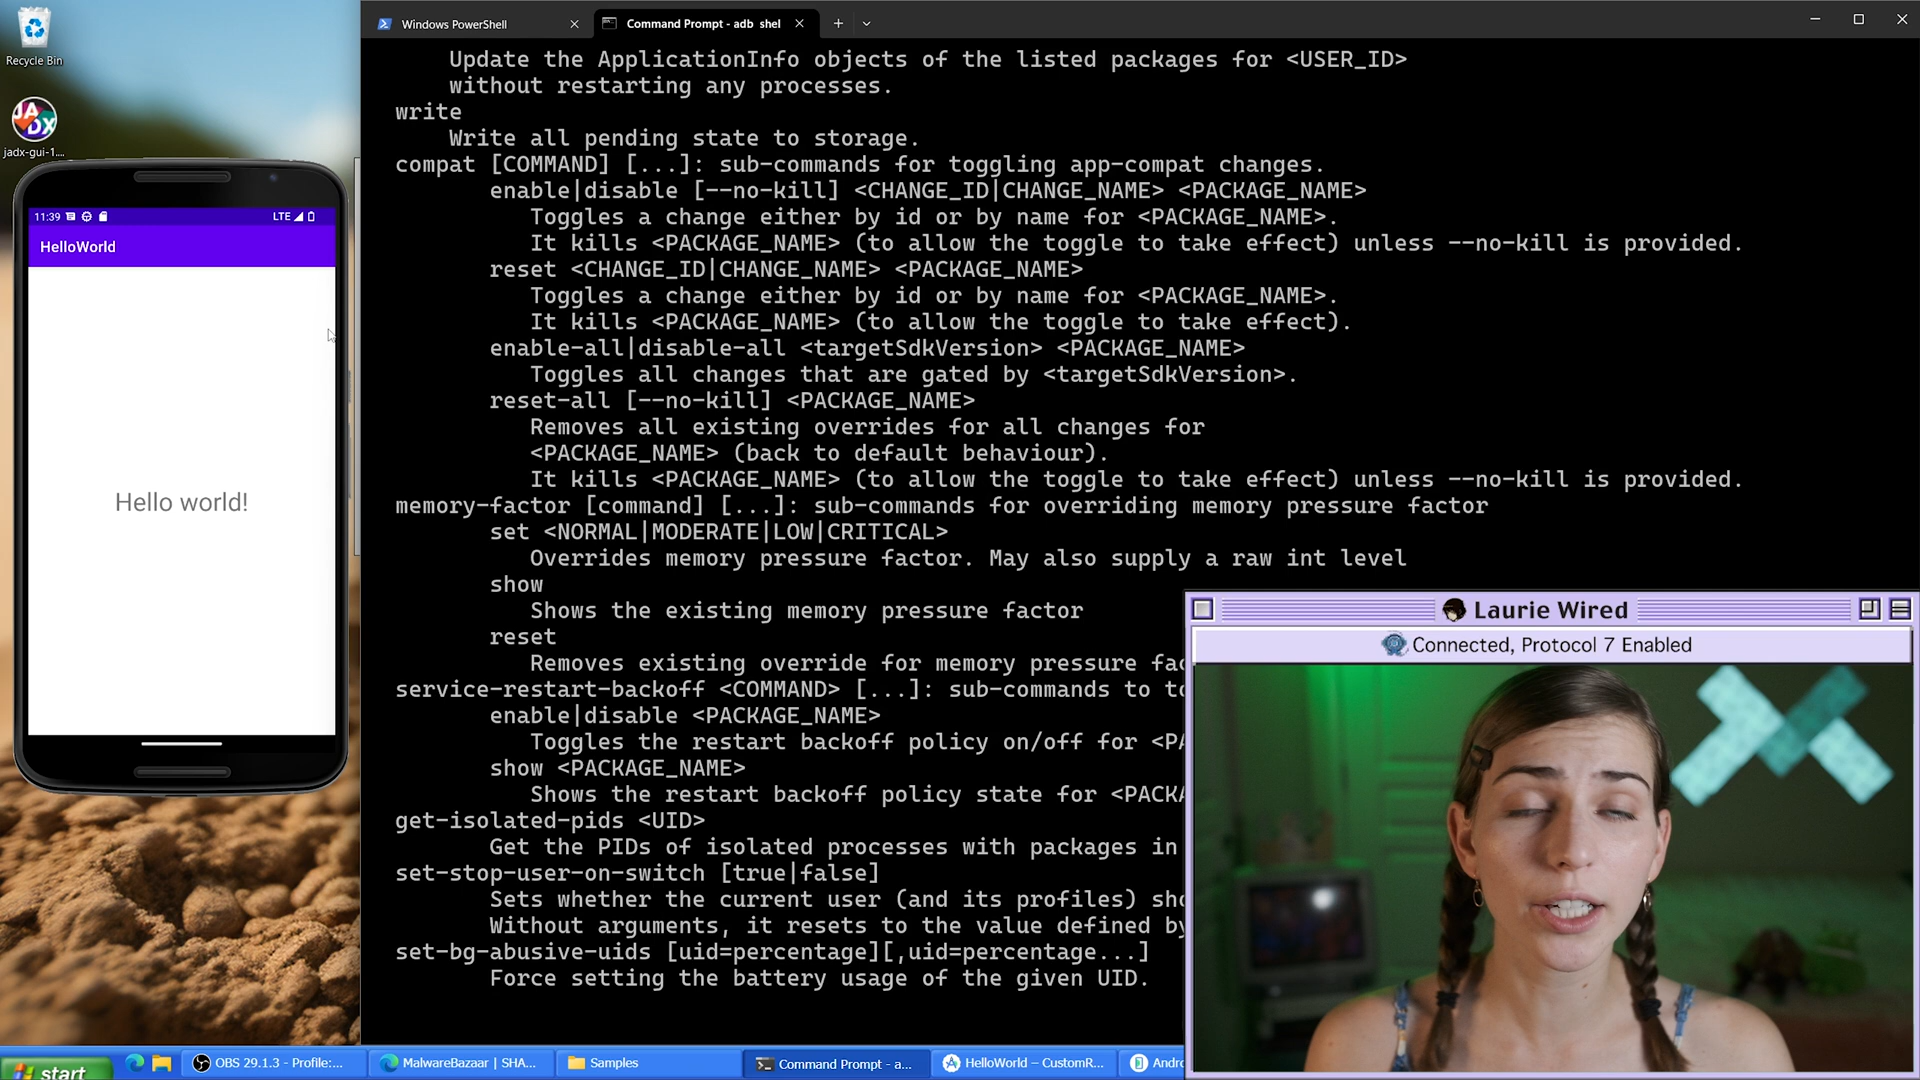 Recycle Bin
JADX
jadx-gui-1....
11:39
LTE
HelloWorld
Hello world!
Windows PowerShell
Command Prompt - adb shel
Update the ApplicationInfo objects of the listed packages for <USER_ID>
without restarting any processes.
write
Write all pending state to storage.
compat [COMMAND] [...]: sub-commands for toggling app-compat changes.
enable|disable [--no-kill] <CHANGE_ID|CHANGE_NAME> <PACKAGE_NAME>
Toggles a change either by id or by name for <PACKAGE_NAME>.
It kills <PACKAGE_NAME> (to allow the toggle to take effect) unless --no-kill is provided.
reset <CHANGE_ID|CHANGE_NAME> <PACKAGE_NAME>
Toggles a change either by id or by name for <PACKAGE_NAME>.
It kills <PACKAGE_NAME> (to allow the toggle to take effect).
enable-all|disable-all <targetSdkVersion> <PACKAGE_NAME>
Toggles all changes that are gated by <targetSdkVersion>.
reset-all [--no-kill] <PACKAGE_NAME>
Removes all existing overrides for all changes for
<PACKAGE_NAME> (back to default behaviour).
It kills <PACKAGE_NAME> (to allow the toggle to take effect) unless --no-kill is provided.
memory-factor [command] [...]: sub-commands for overriding memory pressure factor
set <NORMAL|MODERATE|LOW|CRITICAL>
Overrides memory pressure factor. May also supply a raw int level
show
Shows the existing memory pressure factor
reset
Removes existing override for memory pressure fac
service-restart-backoff <COMMAND> [...]: sub-commands to to
enable|disable <PACKAGE_NAME>
Toggles the restart backoff policy on/off for <PA
show <PACKAGE_NAME>
Shows the restart backoff policy state for <PACKA
get-isolated-pids <UID>
Get the PIDs of isolated processes with packages in
set-stop-user-on-switch [true|false]
Sets whether the current user (and its profiles) sho
Without arguments, it resets to the value defined by
set-bg-abusive-uids [uid=percentage][,uid=percentage...]
Force setting the battery usage of the given UID.
Laurie Wired
Connected, Protocol 7 Enabled
start
OBS 29.1.3 - Profile:...
MalwareBazaar | SHA...
Samples
Command Prompt - a...
HelloWorld – CustomR...
Andro